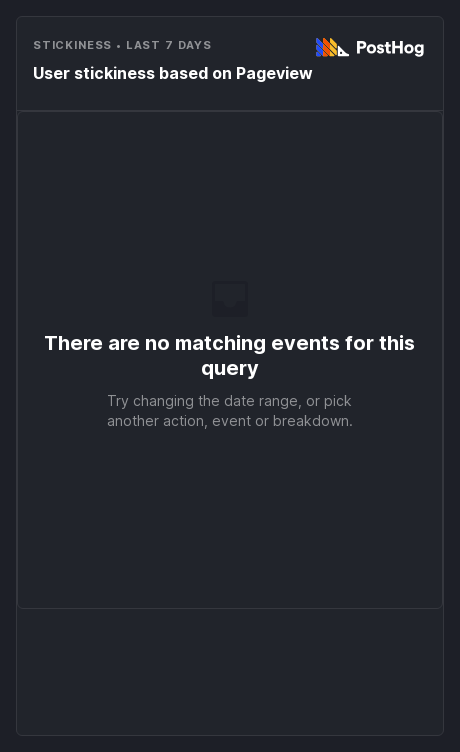 STICKINESS • LAST 7 DAYS
PostHog
User stickiness based on Pageview
There are no matching events for this
query
Try changing the date range, or pick
another action, event or breakdown.